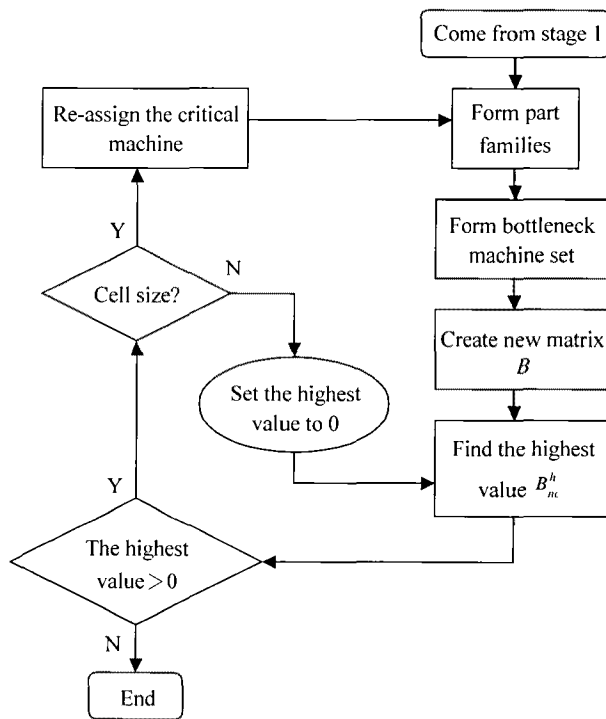 Come from stage 1
Re-assign the critical
machine
Form part
families
Y
N
Form bottleneck
machine set
Cell size?
Create new matrix
B
Set the highest
value to 0
Find the highest
value B^h_nc
Y
The highest
value>0
N
End